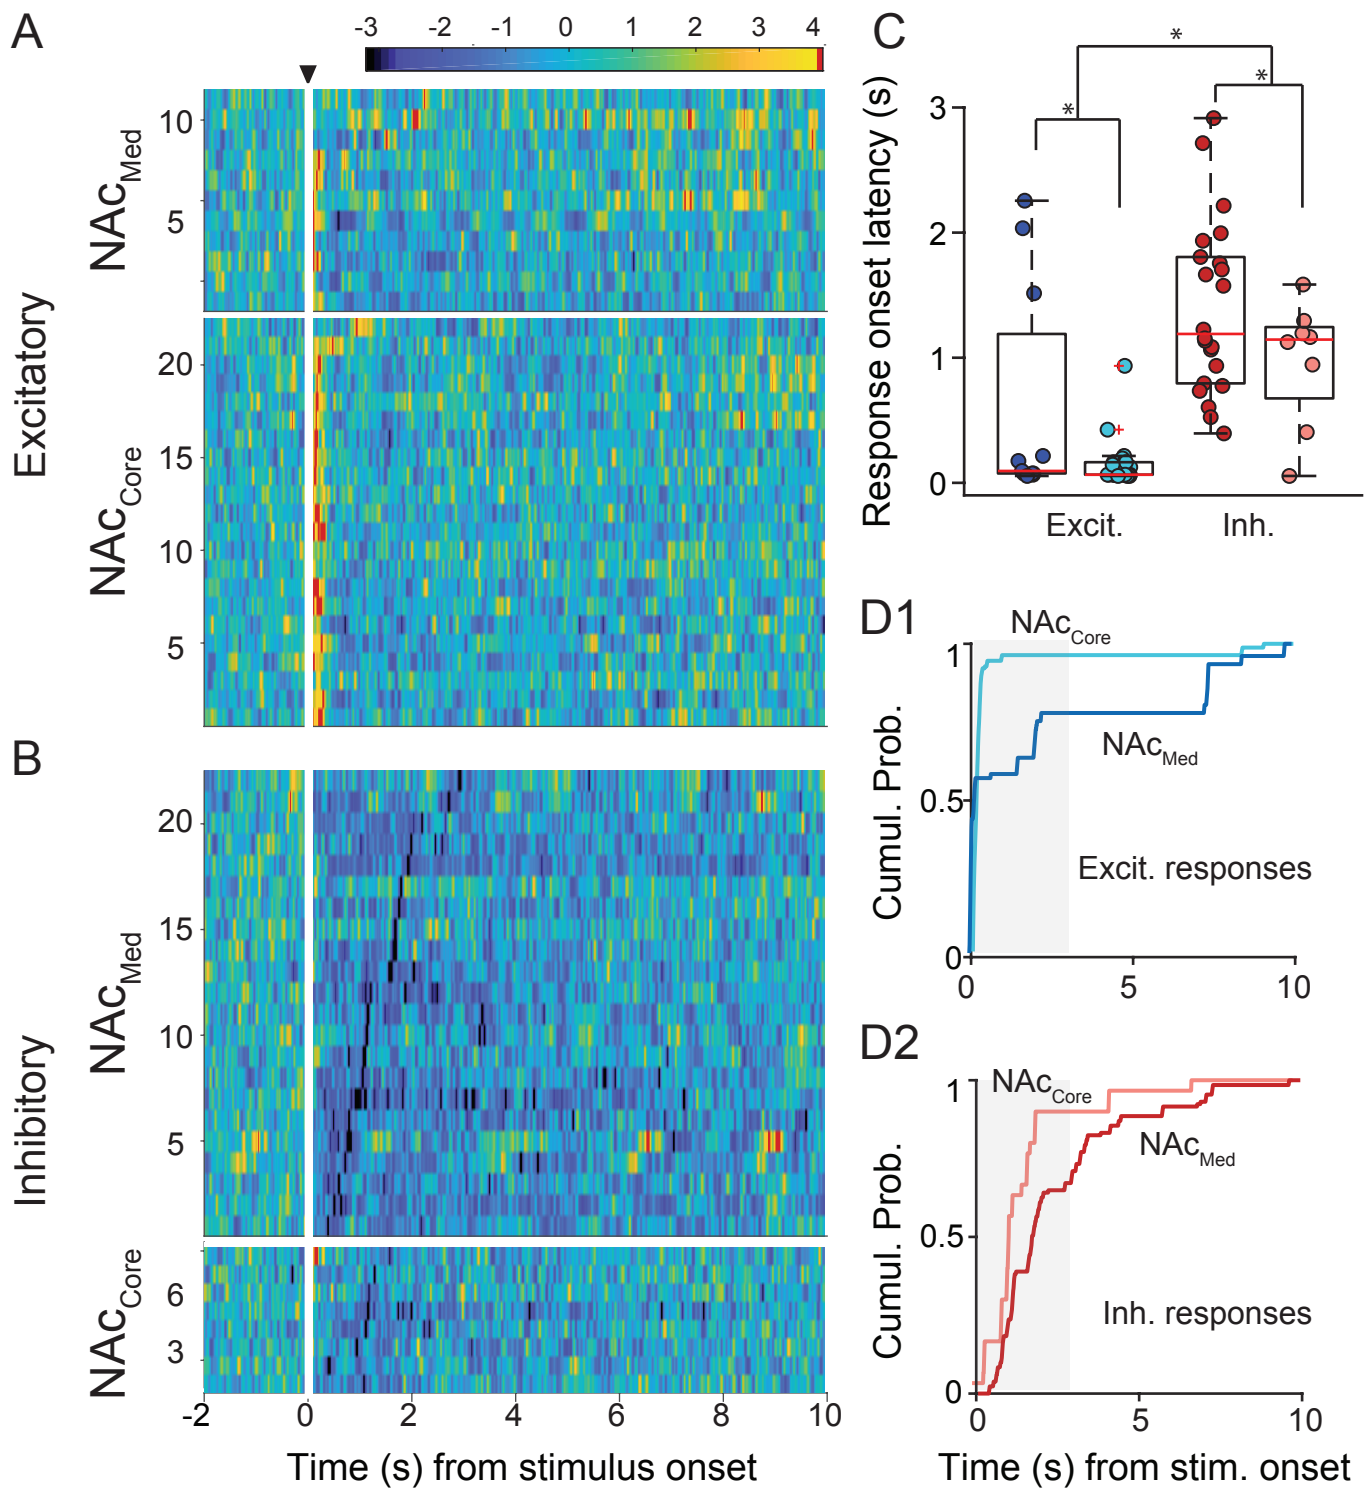 A
-3 -2 -1 0 1 2 3 4
Excitatory
NAcMed
10
5
NAcCore
20
15
10
5
B
Inhibitory
NAcMed
20
15
10
5
NAcCore
6
3
-2 0 2 4 6 8 10
Time (s) from stimulus onset
C
Response onset latency (s)
3
2
1
0
*
*
*
+
+
Excit. Inh.
D1
Cumul. Prob.
1
0.5
0
NAcCore
NAcMed
Excit. responses
0 5 10
D2
Cumul. Prob.
1
0.5
0
NAcCore
NAcMed
Inh. responses
0 5 10
Time (s) from stim. onset